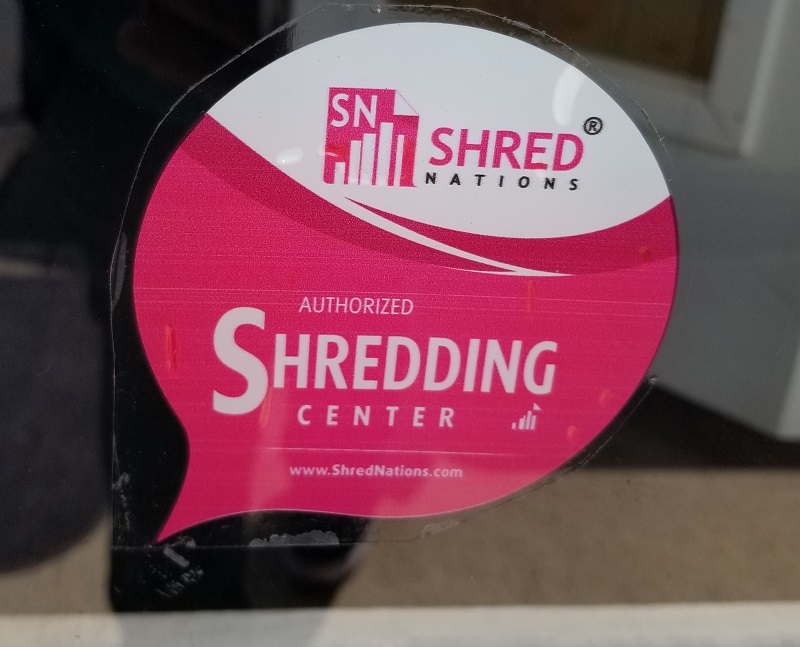 SN
SHRED®
NATIONS
AUTHORIZED
SHREDDING
CENTER
www.ShredNations.com